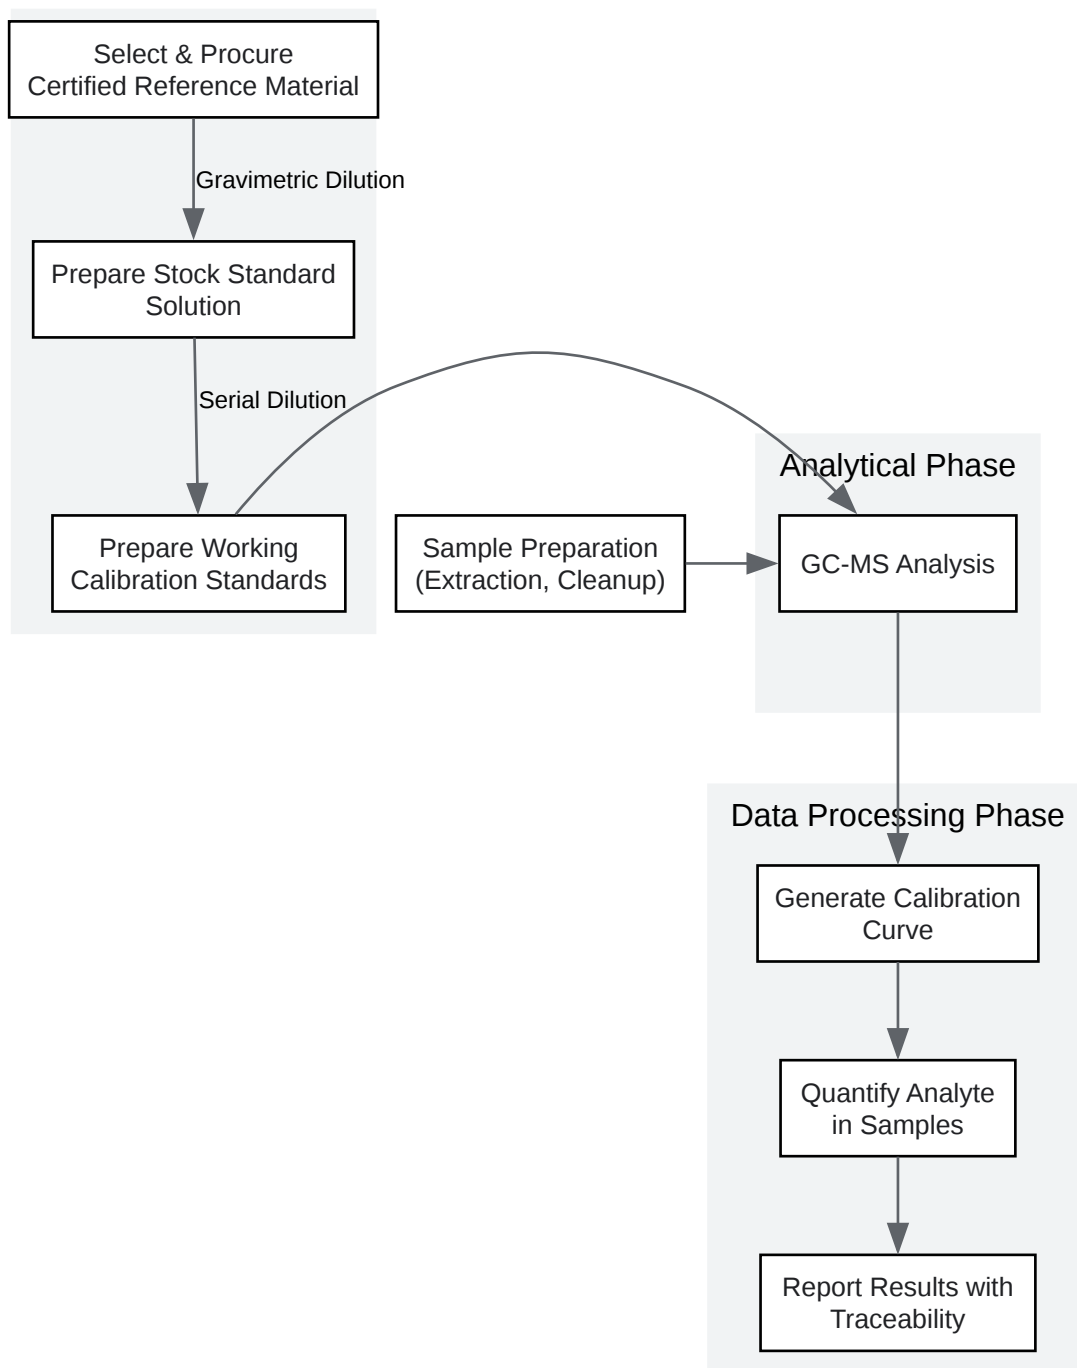 Select & Procure
Certified Reference Material
Gravimetric Dilution
Prepare Stock Standard
Solution
Serial Dilution
Prepare Working
Calibration Standards
Sample Preparation
(Extraction, Cleanup)
Analytical Phase
GC-MS Analysis
Data Processing Phase
Generate Calibration
Curve
Quantify Analyte
in Samples
Report Results with
Traceability